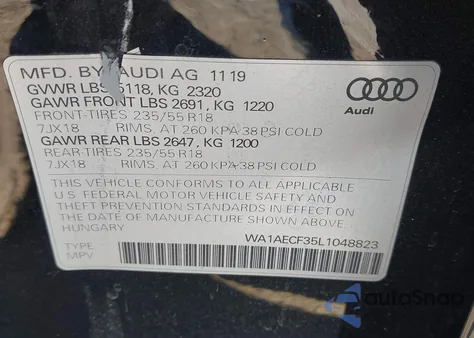 MFD. BY AUDI AG 11 19
GVWR LBS 5118, KG 2320
GAWR FRONT LBS 2691, KG 1220
FRONT-TIRES 235/55 R18
7JX18 RIMS, AT 260 KPA 38 PSI COLD
GAWR REAR LBS 2647, KG 1200
REAR-TIRES 235/55 R18
7JX18 RIMS, AT 260 KPA 38 PSI COLD
Audi
THIS VEHICLE CONFORMS TO ALL APPLICABLE
U.S. FEDERAL MOTOR VEHICLE SAFETY AND
THEFT PREVENTION STANDARDS IN EFFECT ON
THE DATE OF MANUFACTURE SHOWN ABOVE.
HUNGARY
WA1AECF35L1048823
TYPE
MPV
autoSnap